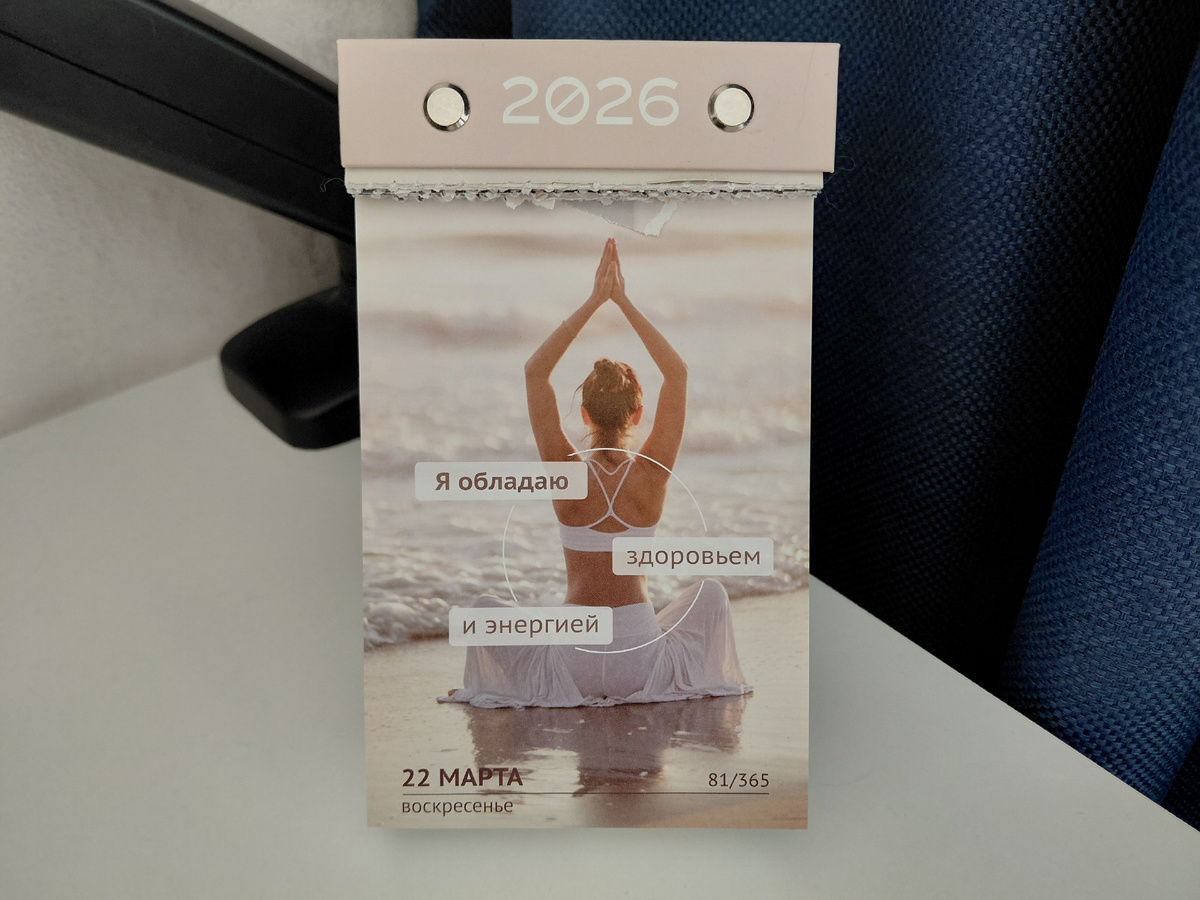 2026
Я обладаю
здоровьем
и энергией
22 МАРТА 81/365
воскресенье